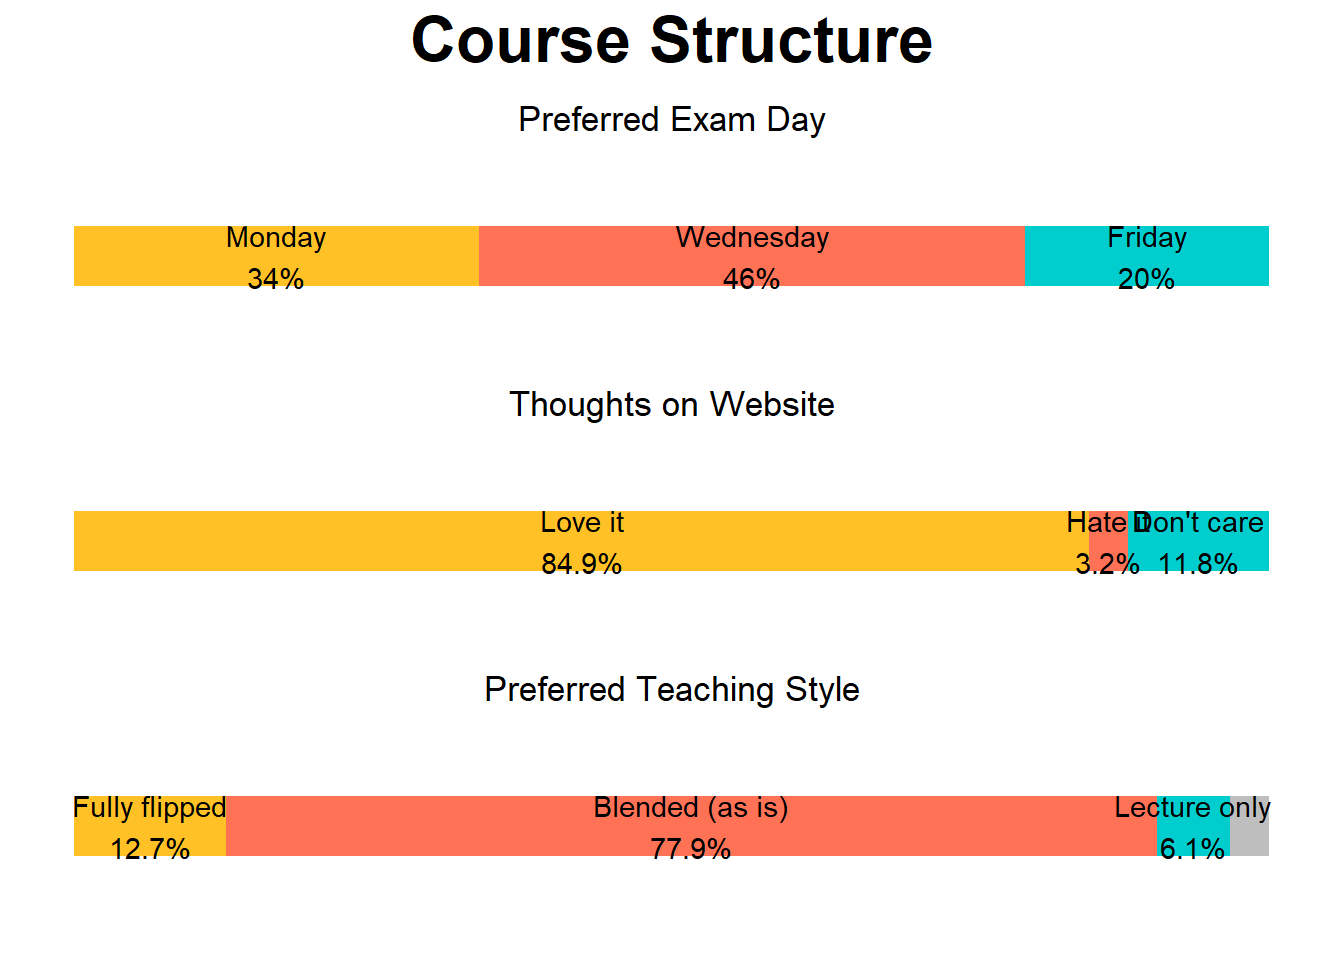 Course Structure
Preferred Exam Day
Monday Wednesday Friday
34% 46% 20%
Thoughts on Website
Love it Hate it Don't care
84.9% 3.2% 11.8%
Preferred Teaching Style
Fully flipped Blended (as is) Lecture only
12.7% 77.9% 6.1%